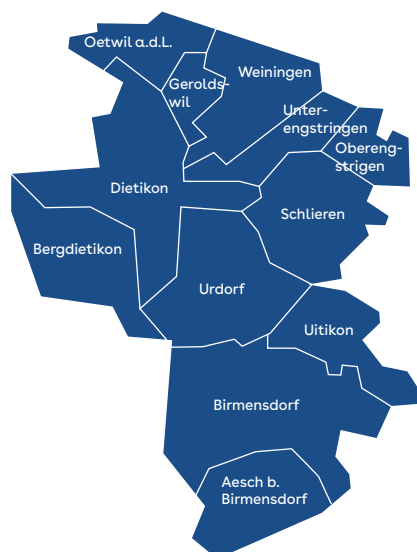 Oetwil a.d.L.
Weiningen
Gerolds-
wil
Unter-
engstringen
Obereng-
strigen
Dietikon
Schlieren
Bergdietikon
Urdorf
Uitikon
Birmensdorf
Aesch b.
Birmensdorf